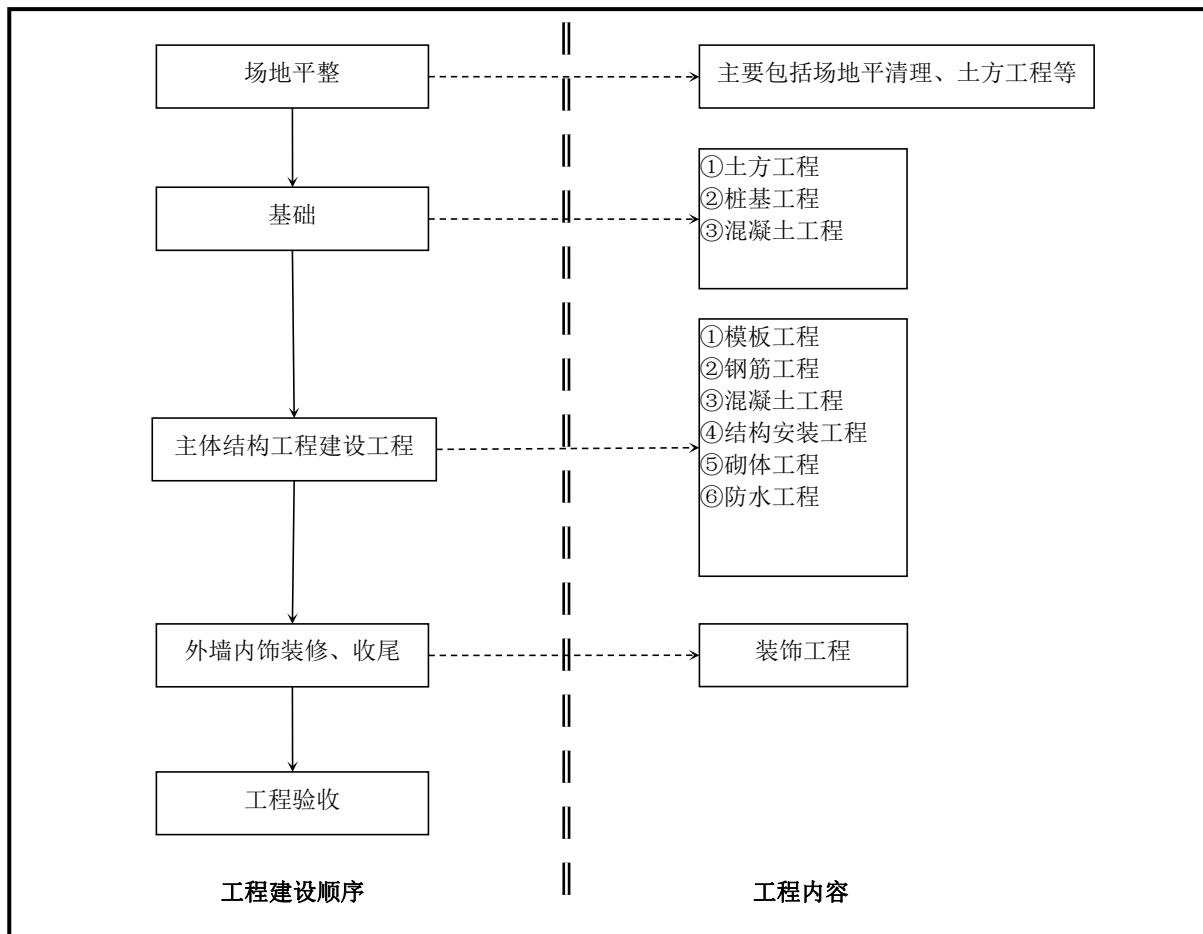 场地平整
主要包括场地平清理、土方工程等
基础
①土方工程
②桩基工程
③混凝土工程
主体结构工程建设工程
①模板工程
②钢筋工程
③混凝土工程
④结构安装工程
⑤砌体工程
⑥防水工程
外墙内饰装修、收尾
装饰工程
工程验收
工程建设顺序
工程内容